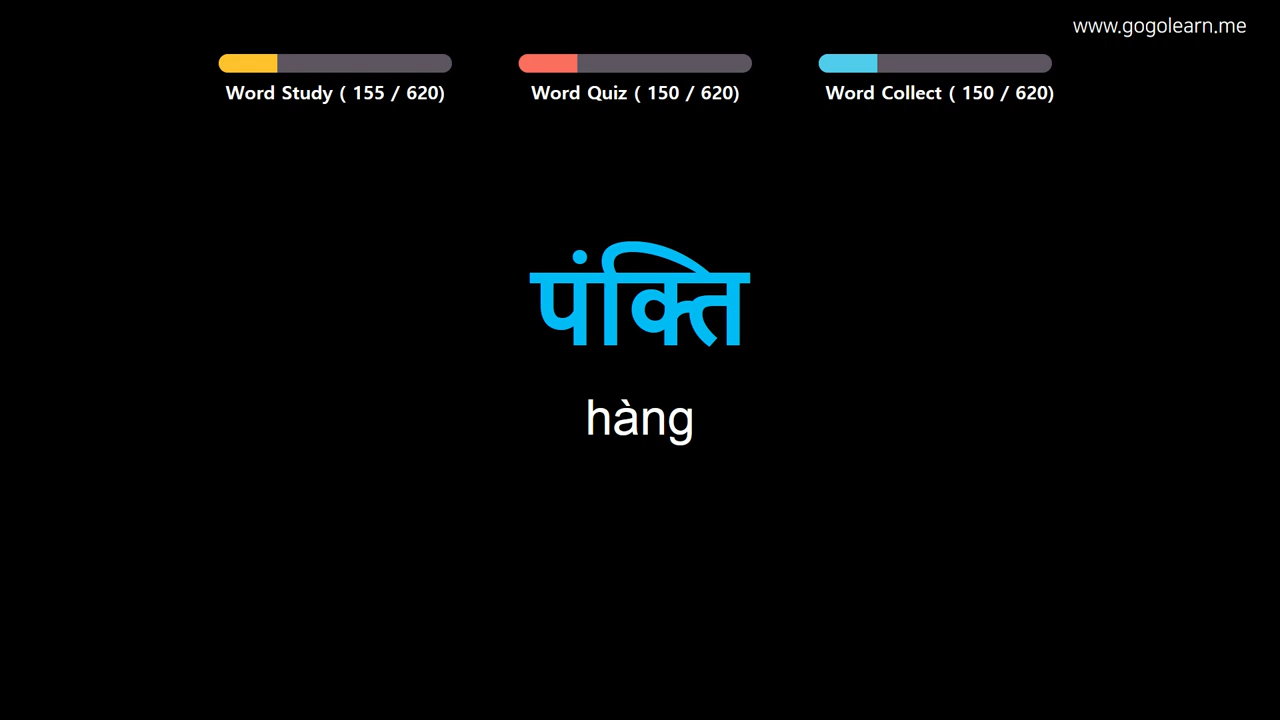 www.gogolearn.me
Word Study ( 155 / 620)
Word Quiz ( 150 / 620)
Word Collect ( 150 / 620)
पंक्ति
hàng